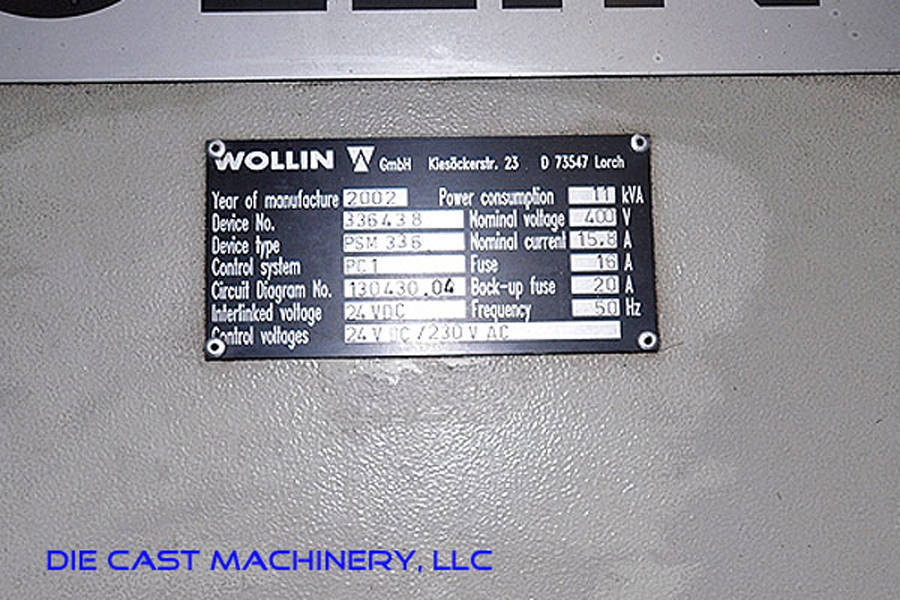 WOLLIN GmbH Kiesäckerstr. 23 D 73547 Lorch
Year of manufacture 2002 Power consumption 11 kVA
Device No. 336438 Nominal voltage 400 V
Device type PSM 336 Nominal current 15.8 A
Control system PC1 Fuse 16 A
Circuit Diagram No. 130430.04 Back-up fuse 20 A
Interlinked voltage 24 VDC Frequency 50 Hz
Control voltages 24 V DC/230 V AC
DIE CAST MACHINERY, LLC